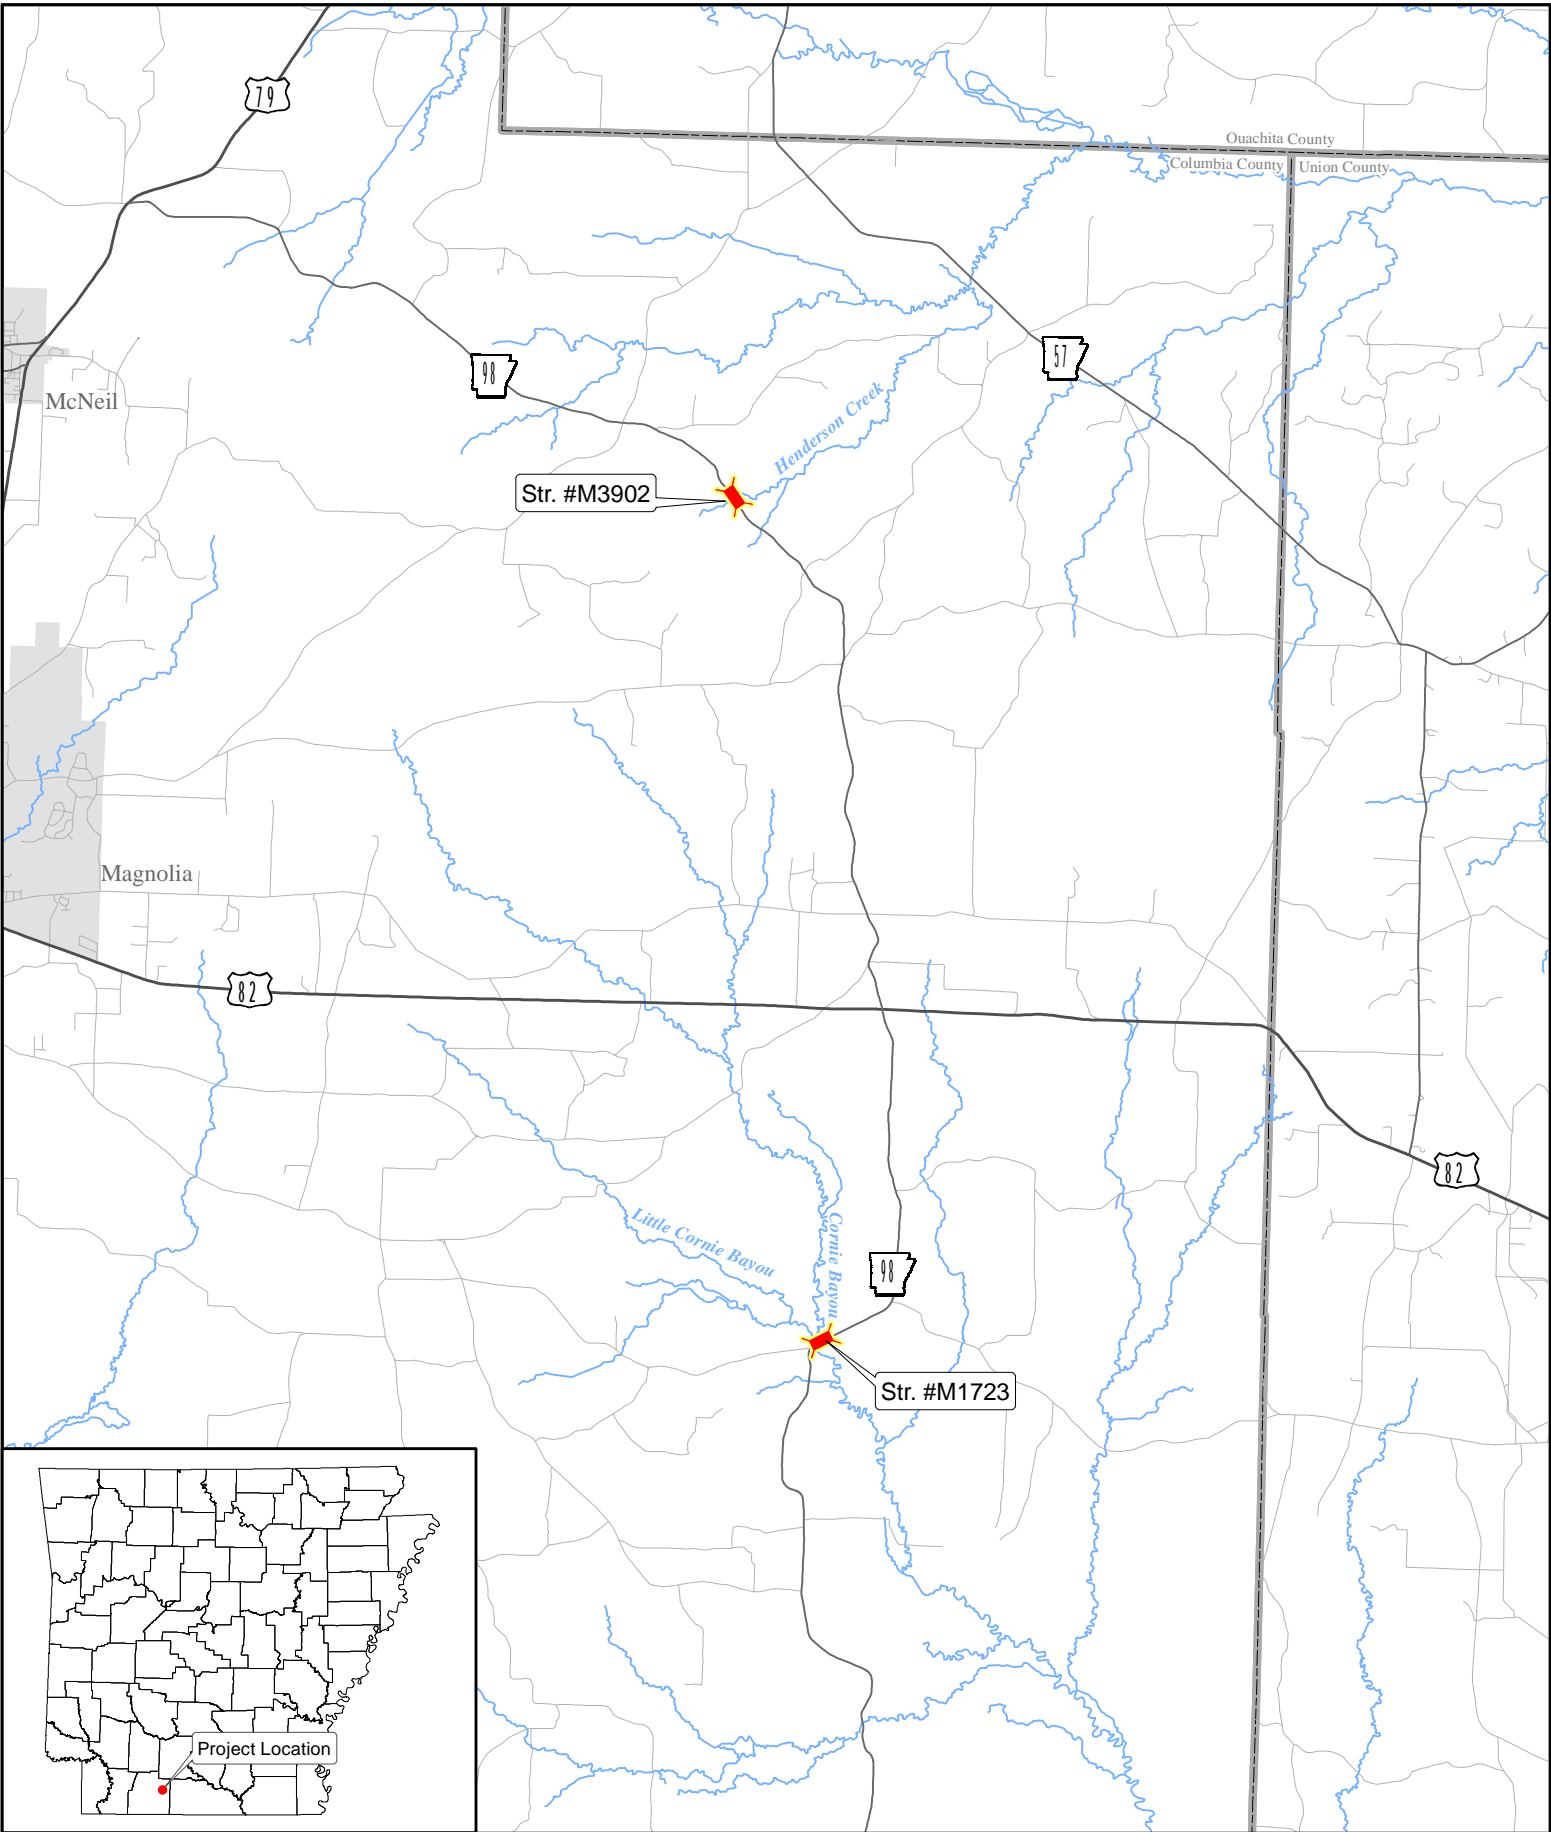 79
Ouachita County
Columbia County
Union County
57
98
McNeil
Henderson Creek
Str. #M3902
Magnolia
82
82
Little Cornie Bayou
Cornie Bayou
98
Str. #M1723
Project Location